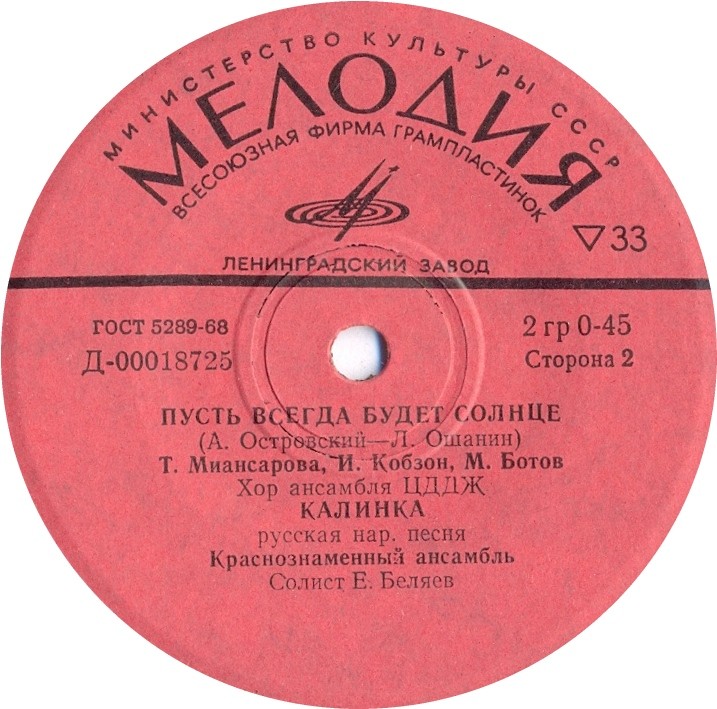 МИНИСТЕРСТВО КУЛЬТУРЫ СССР
МЕЛОДИЯ
ВСЕСОЮЗНАЯ ФИРМА ГРАМПЛАСТИНОК
▽33
ЛЕНИНГРАДСКИЙ ЗАВОД
ГОСТ 5289-68
2 гр 0-45
Д-00018725
Сторона 2
ПУСТЬ ВСЕГДА БУДЕТ СОЛНЦЕ
(А. Островский—Л. Ошанин)
Т. Миансарова, И. Кобзон, М. Ботов
Хор ансамбля ЦДДЖ
КАЛИНКА
русская нар. песня
Краснознаменный ансамбль
Солист Е. Беляев